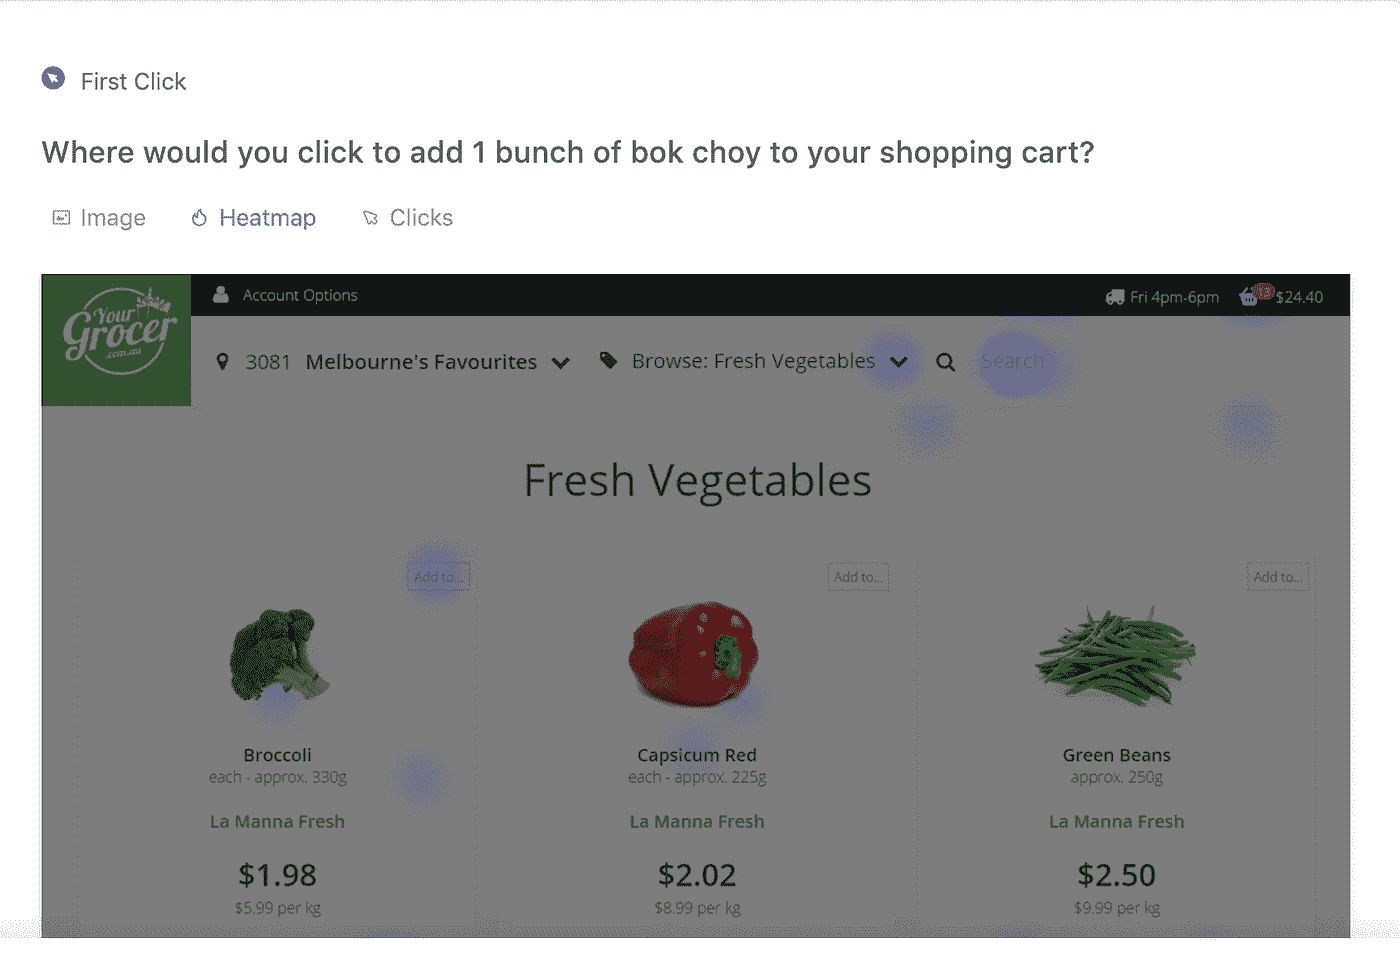 First Click
Where would you click to add 1 bunch of bok choy to your shopping cart?
Image Heatmap Clicks
Your Grocer .com.au
Account Options
Fri 4pm-6pm 13 $24.40
3081 Melbourne's Favourites Browse: Fresh Vegetables Search
Fresh Vegetables
Add to... Add to... Add to...
Broccoli Capsicum Red Green Beans
each - approx. 330g each - approx. 225g approx. 250g
La Manna Fresh La Manna Fresh La Manna Fresh
$1.98 $2.02 $2.50
$5.99 per kg $8.99 per kg $9.99 per kg